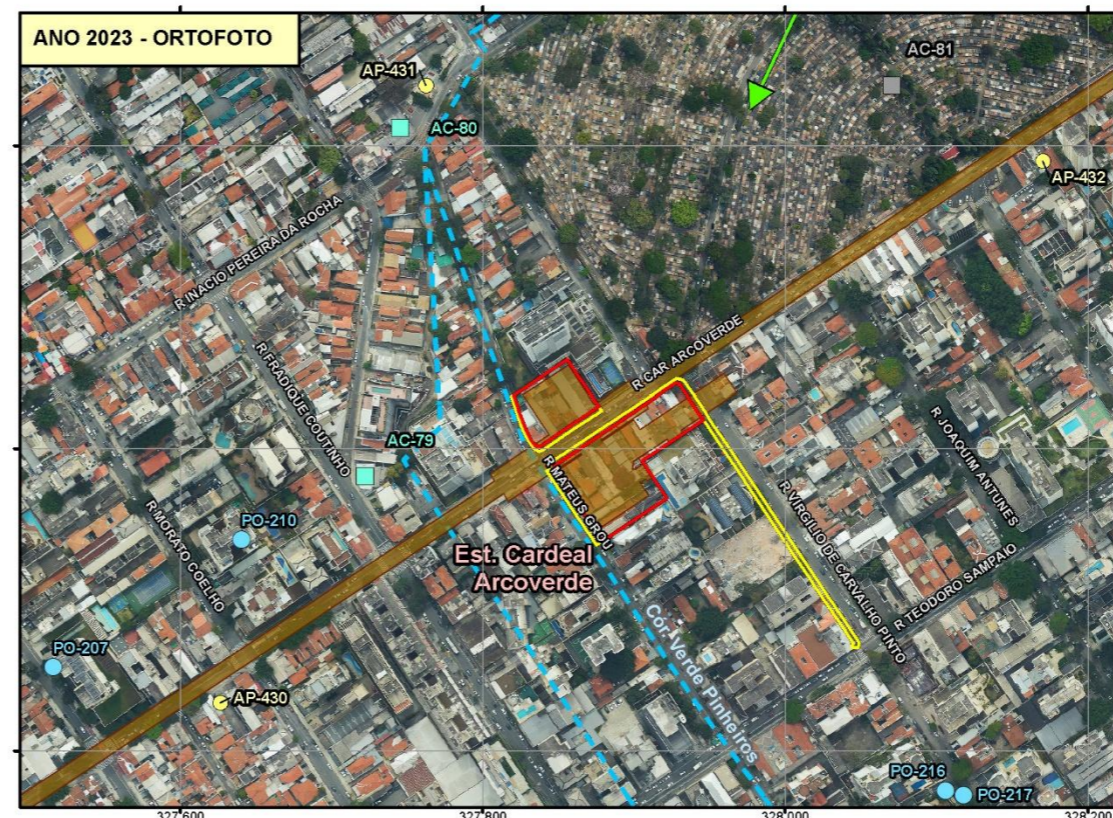 ANO 2023 - ORTOFOTO
AP-431
AC-80
AC-81
AP-432
R INACIO PEREIRA DA ROCHA
R FRADIQUE COUTINHO
R CAR ARCOVERDE
R JOAQUIM ANTUNES
AC-79
R MATEUS GROU
R VIRGILIO DE CARVALHO PINTO
R MORATO COELHO
PO-210
Est. Cardeal
Arcoverde
R TEODORO SAMPAIO
Cór. Verde Pinheiros
PO-207
AP-430
PO-216
PO-217
327.600
327.800
328.000
328.200